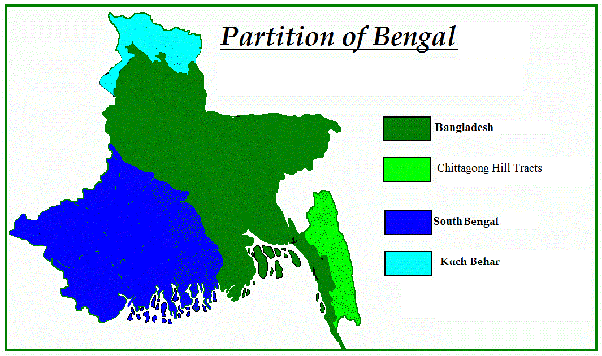 Partition of Bengal
Bangladesh
Chittagong Hill Tracts
South Bengal
Kuch Behar